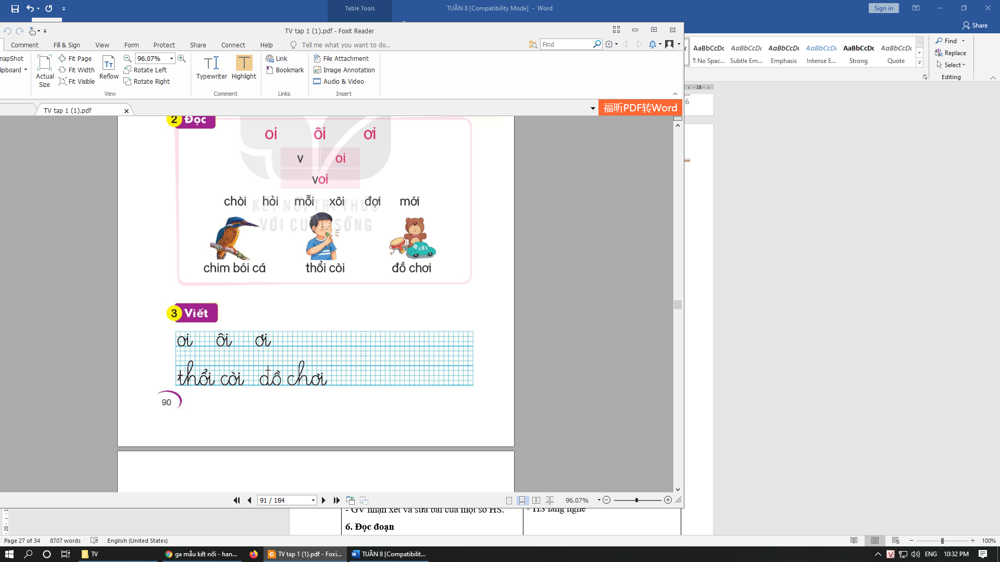 Table Tools
TUẦN 8 [Compatibility Mode] - Word
Sign in
Share
TV tap 1 (1).pdf - Foxit Reader
Comment Fill & Sign View Form Protect Share Connect Help Tell me what you want to do..
Find
napShot
ipboard
Actual Size
Fit Page
Fit Width
Fit Visible
Reflow
96.07%
Rotate Left
Rotate Right
View
Typewriter Highlight
Comment
Link
Bookmark
Links
File Attachment
Image Annotation
Audio & Video
Insert
AaBbCcDc AaBbCcDc AaBbCcDc AaBbCcDc AaBbCcDc AaBbCcDc
¶ No Spac... Subtle Em... Emphasis Intense E... Strong Quote
Find
Replace
Select
Editing
18
6
TV tap 1 (1).pdf
福昕PDF转Word
2 Đọc
oi ôi ơi
v oi
voi
chòi hỏi mỗi xôi đợi mới
KẾT NỐI TRI THỨC
VỚI CUỘC SỐNG
chim bói cá thổi còi đồ chơi
3 Viết
oi ôi ơi
thổi còi đồ chơi
90
91 / 184
96.07%
- GV nhận xét và sửa bài của một số HS.
- HS lắng nghe
6. Đọc đoạn
20
Page 27 of 34 8707 words English (United States)
100%
TV
ga mẫu kết nối - han...
TV tap 1 (1).pdf - Foxi...
TUẦN 8 [Compatibilit...
ENG 10:32 PM